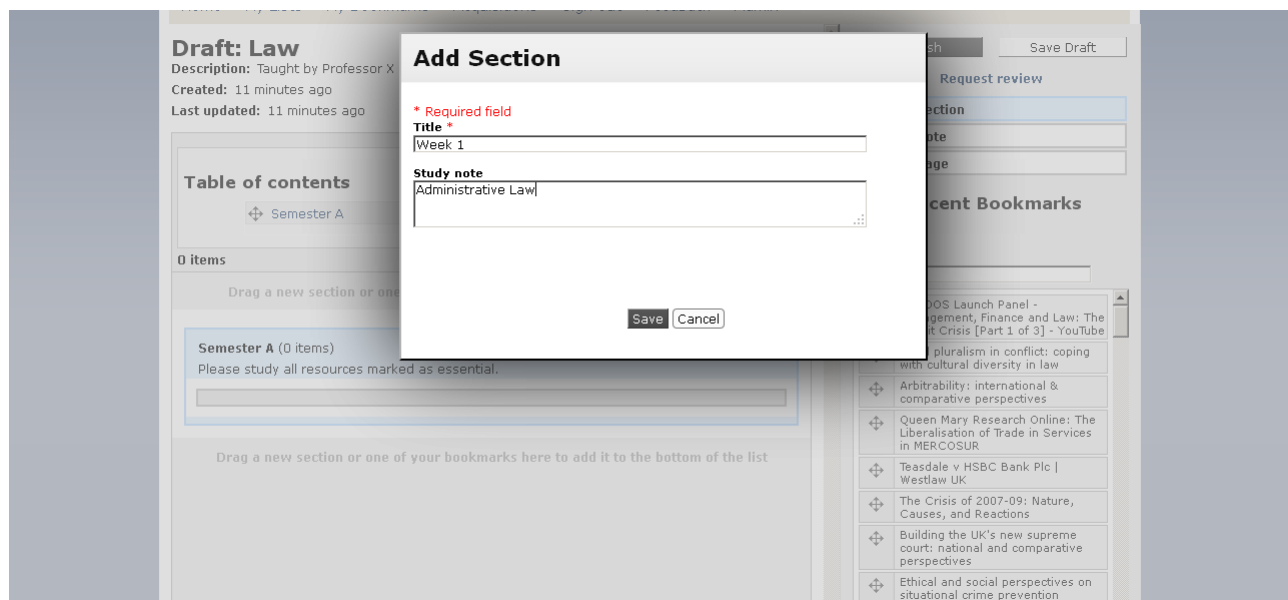 Draft: Law
Description: Taught by Professor X
Created: 11 minutes ago
Last updated: 11 minutes ago
Table of contents
Semester A
0 items
Drag a new section or one
Semester A (0 items)
Please study all resources marked as essential.
Drag a new section or one of your bookmarks here to add it to the bottom of the list
Add Section
* Required field
Title *
Week 1
Study note
Administrative Law
Save Cancel
Save Draft
Request review
Launch Panel -
Finance and Law: The
Crisis [Part 1 of 3] - YouTube
pluralism in conflict: coping
with cultural diversity in law
Arbitrability: international &
comparative perspectives
Queen Mary Research Online: The
Liberalisation of Trade in Services
in MERCOSUR
Teasdale v HSBC Bank Plc |
Westlaw UK
The Crisis of 2007-09: Nature,
Causes, and Reactions
Building the UK's new supreme
court: national and comparative
perspectives
Ethical and social perspectives on
situational crime prevention